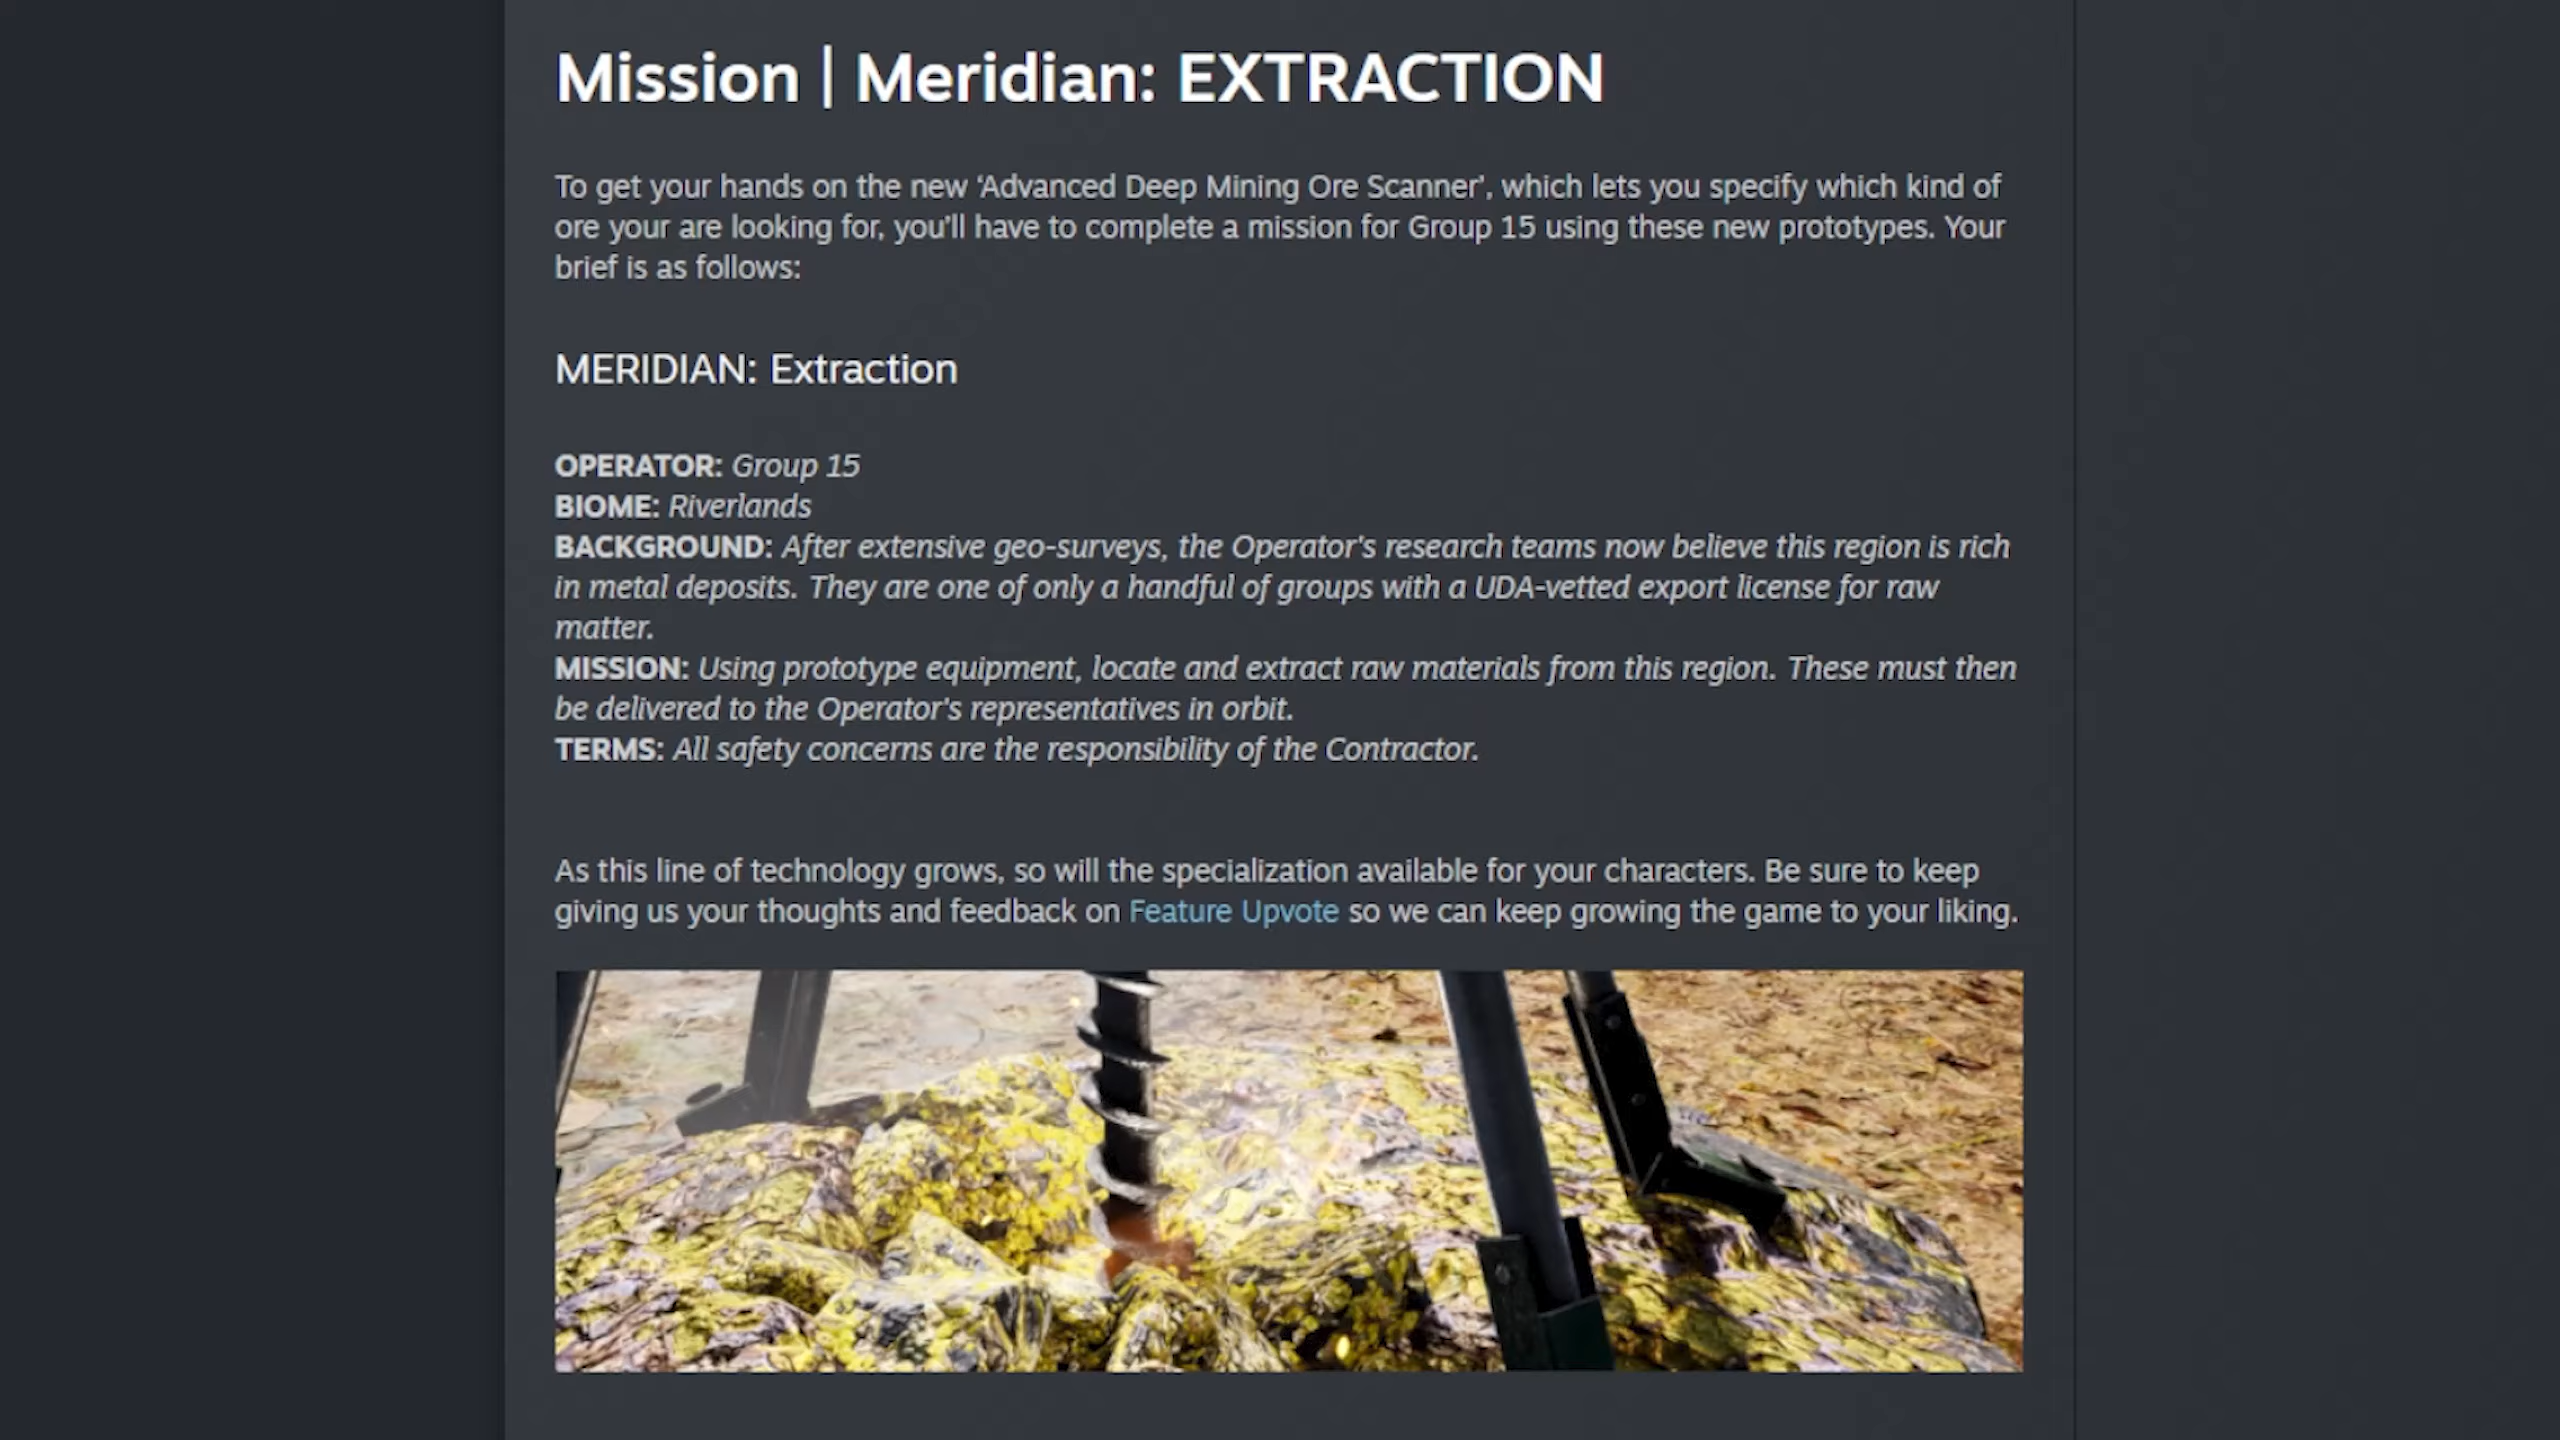 Mission | Meridian: EXTRACTION
To get your hands on the new ‘Advanced Deep Mining Ore Scanner’, which lets you specify which kind of
ore your are looking for, you’ll have to complete a mission for Group 15 using these new prototypes. Your
brief is as follows:
MERIDIAN: Extraction
OPERATOR: Group 15
BIOME: Riverlands
BACKGROUND: After extensive geo-surveys, the Operator's research teams now believe this region is rich
in metal deposits. They are one of only a handful of groups with a UDA-vetted export license for raw
matter.
MISSION: Using prototype equipment, locate and extract raw materials from this region. These must then
be delivered to the Operator's representatives in orbit.
TERMS: All safety concerns are the responsibility of the Contractor.
As this line of technology grows, so will the specialization available for your characters. Be sure to keep
giving us your thoughts and feedback on Feature Upvote so we can keep growing the game to your liking.